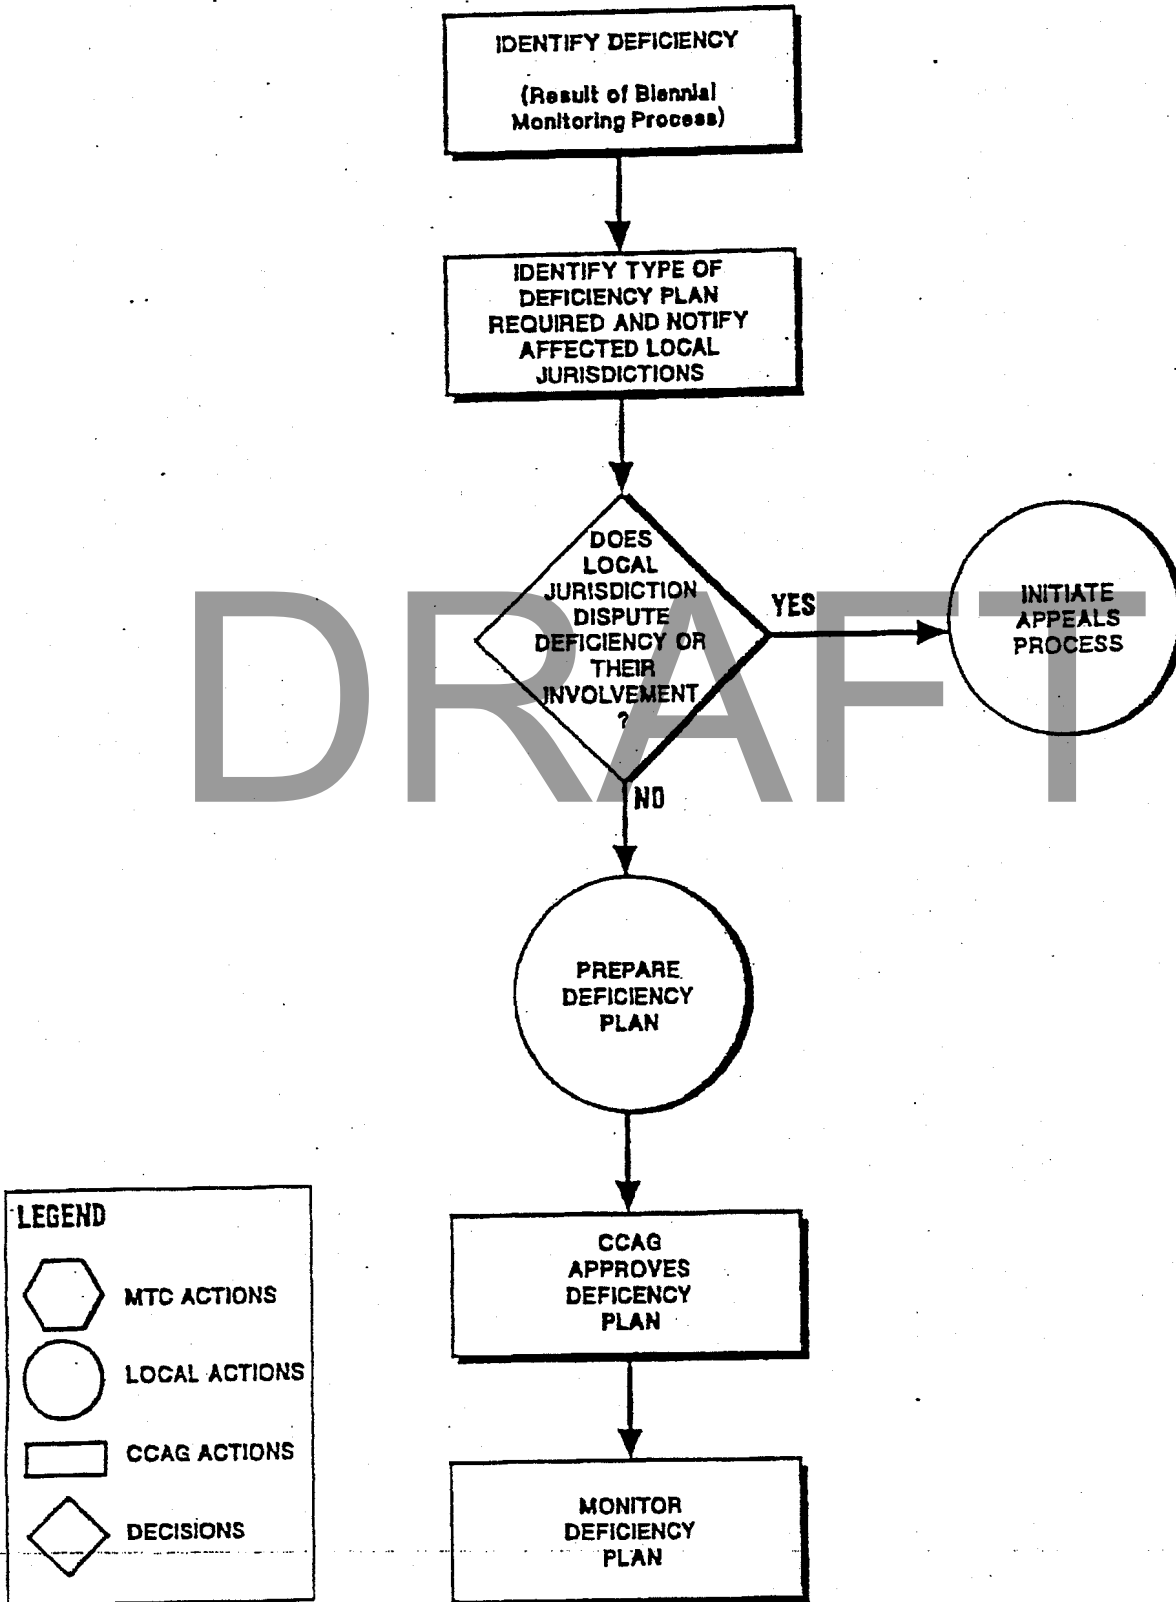 IDENTIFY DEFICIENCY
(Result of Biennial
Monitoring Process)
IDENTIFY TYPE OF
DEFICIENCY PLAN
REQUIRED AND NOTIFY
AFFECTED LOCAL
JURISDICTIONS
DOES
LOCAL
JURISDICTION
DISPUTE
DEFICIENCY OR
THEIR
INVOLVEMENT
?
YES
INITIATE
APPEALS
PROCESS
DRAFT
NO
PREPARE
DEFICIENCY
PLAN
CCAG
APPROVES
DEFICENCY
PLAN
MONITOR
DEFICIENCY
PLAN
LEGEND
MTC ACTIONS
LOCAL ACTIONS
CCAG ACTIONS
DECISIONS